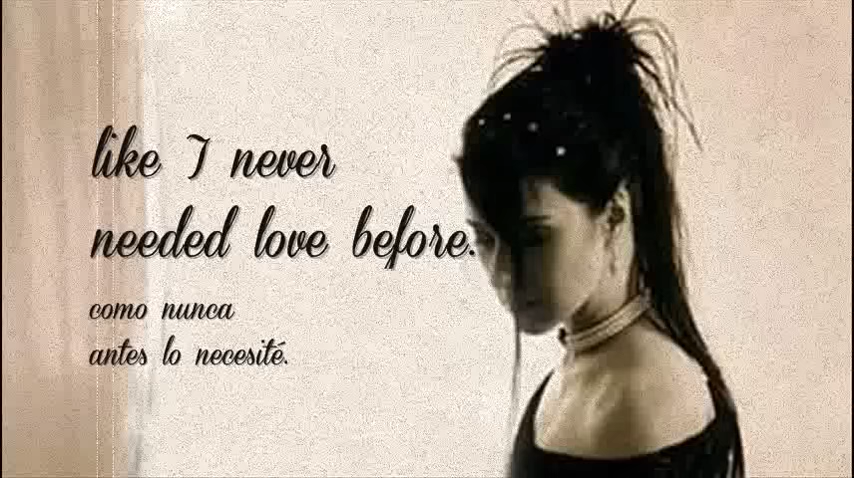 like I never
needed love before.
como nunca
antes lo necesité.